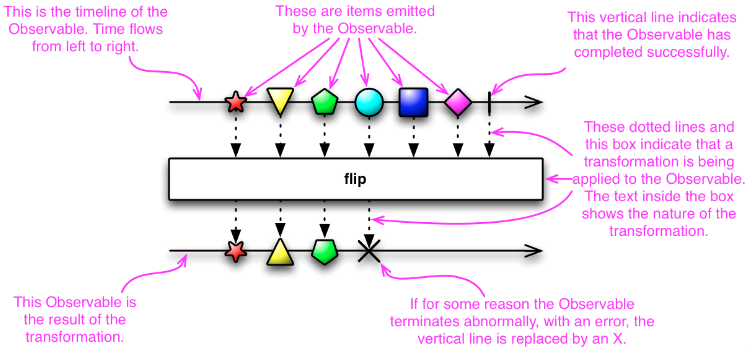 This is the timeline of the
Observable. Time flows
from left to right.
These are items emitted
by the Observable.
This vertical line indicates
that the Observable has
completed successfully.
These dotted lines and
this box indicate that a
transformation is being
applied to the Observable.
The text inside the box
shows the nature of the
transformation.
flip
This Observable is
the result of the
transformation.
If for some reason the Observable
terminates abnormally, with an error, the
vertical line is replaced by an X.